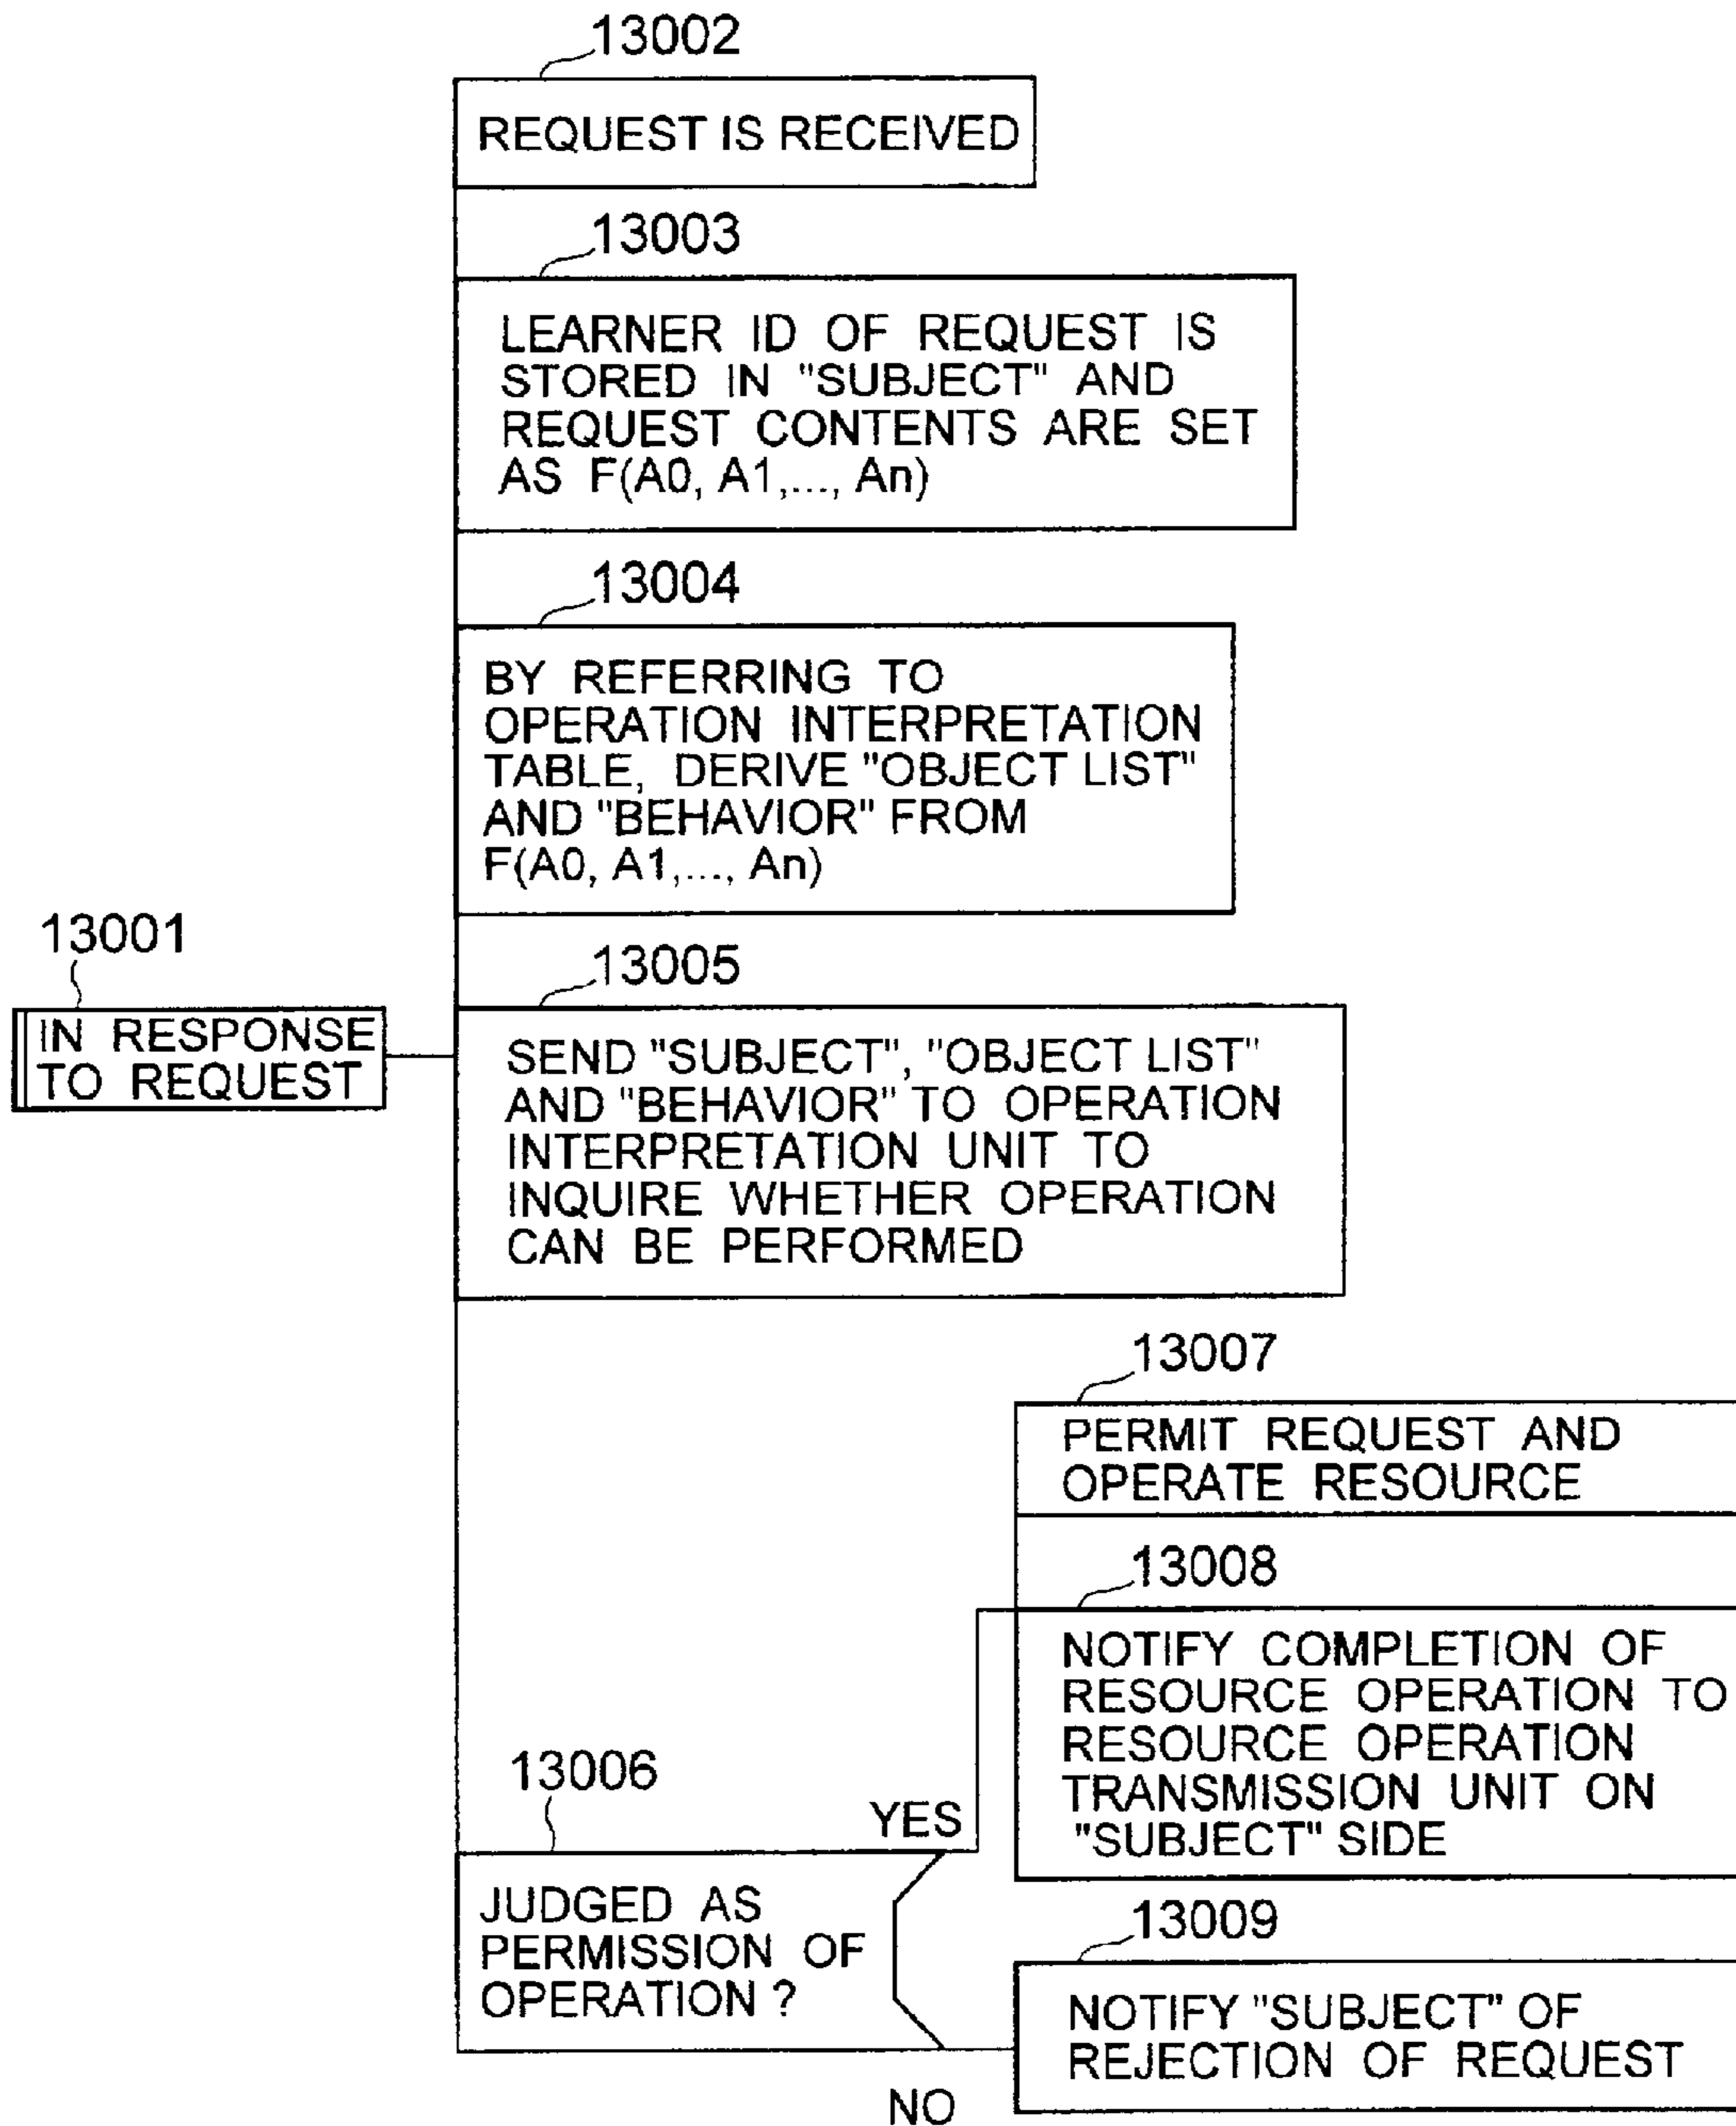 13002
REQUEST IS RECEIVED
13003
LEARNER ID OF REQUEST IS
STORED IN "SUBJECT" AND
REQUEST CONTENTS ARE SET
AS F(A0, A1,..., An)
13004
BY REFERRING TO
OPERATION INTERPRETATION
TABLE, DERIVE "OBJECT LIST"
AND "BEHAVIOR" FROM
F(A0, A1,..., An)
13001
IN RESPONSE
TO REQUEST
13005
SEND "SUBJECT", "OBJECT LIST"
AND "BEHAVIOR" TO OPERATION
INTERPRETATION UNIT TO
INQUIRE WHETHER OPERATION
CAN BE PERFORMED
13007
PERMIT REQUEST AND
OPERATE RESOURCE
13008
NOTIFY COMPLETION OF
RESOURCE OPERATION TO
RESOURCE OPERATION
TRANSMISSION UNIT ON
"SUBJECT" SIDE
13006
YES
JUDGED AS
PERMISSION OF
OPERATION ?
13009
NOTIFY "SUBJECT" OF
REJECTION OF REQUEST
NO